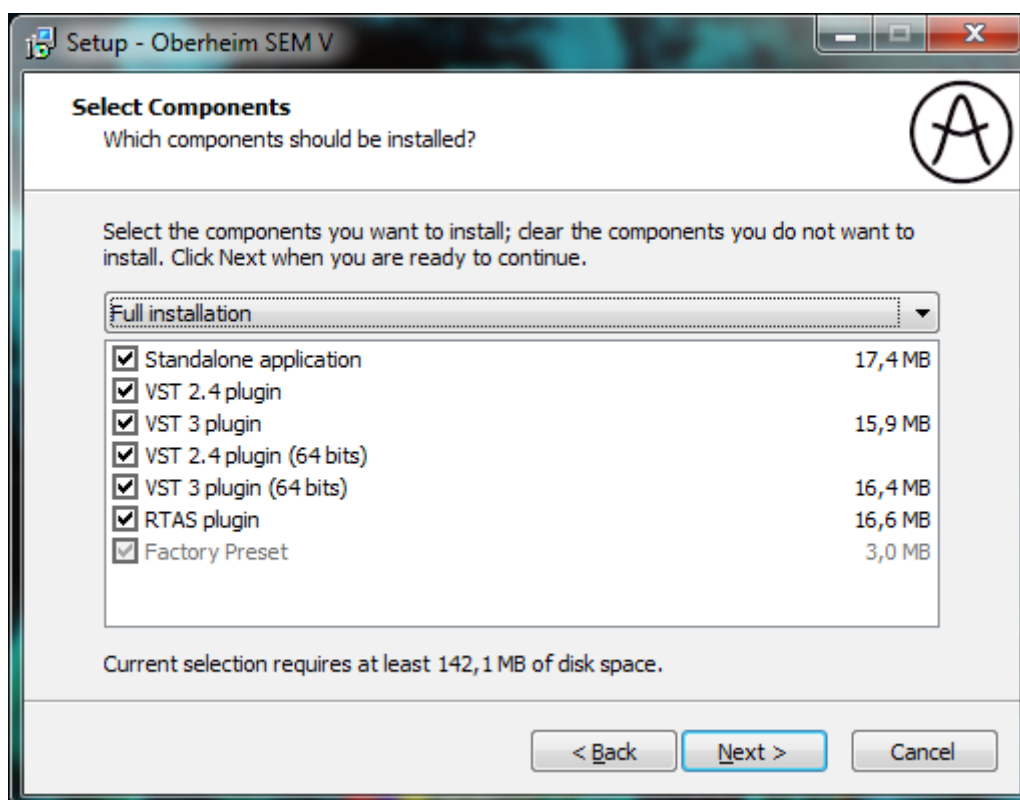 Setup - Oberheim SEM V
Select Components
Which components should be installed?
Select the components you want to install; clear the components you do not want to
install. Click Next when you are ready to continue.
Full installation
Standalone application 17,4 MB
VST 2.4 plugin
VST 3 plugin 15,9 MB
VST 2.4 plugin (64 bits)
VST 3 plugin (64 bits) 16,4 MB
RTAS plugin 16,6 MB
Factory Preset 3,0 MB
Current selection requires at least 142,1 MB of disk space.
< Back Next > Cancel